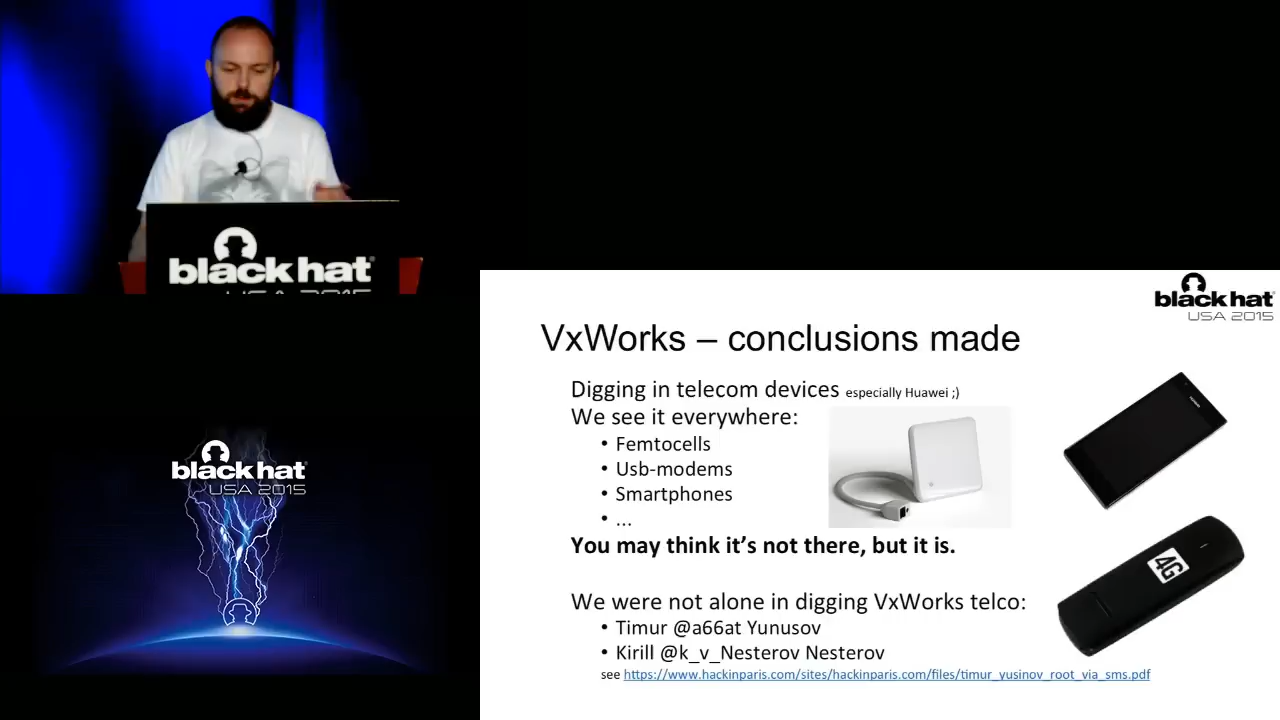 black hat
USA 2015
black hat
USA 2015
black hat
USA 2015
VxWorks – conclusions made
Digging in telecom devices especially Huawei ;)
We see it everywhere:
• Femtocells
• Usb-modems
• Smartphones
• ...
You may think it’s not there, but it is.
4G
We were not alone in digging VxWorks telco:
• Timur @a66at Yunusov
• Kirill @k_v_Nesterov Nesterov
see https://www.hackinparis.com/sites/hackinparis.com/files/timur_yusinov_root_via_sms.pdf